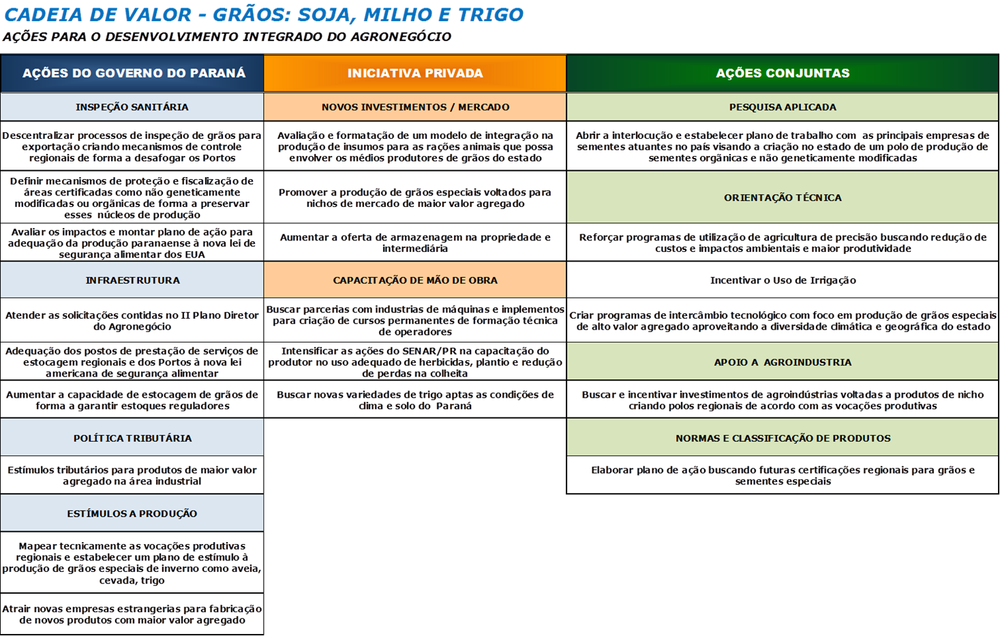 CADEIA DE VALOR - GRÃOS: SOJA, MILHO E TRIGO
AÇÕES PARA O DESENVOLVIMENTO INTEGRADO DO AGRONEGÓCIO
AÇÕES DO GOVERNO DO PARANÁ
INSPEÇÃO SANITÁRIA
Descentralizar processos de inspeção de grãos para
exportação criando mecanismos de controle
regionais de forma a desafogar os Portos
Definir mecanismos de proteção e fiscalização de
áreas certificadas como não geneticamente
modificadas ou orgânicas de forma a preservar
esses núcleos de produção
Avaliar os impactos e montar plano de ação para
adequação da produção paranaense à nova lei de
segurança alimentar dos EUA
INFRAESTRUTURA
Atender as solicitações contidas no II Plano Diretor
do Agronegócio
Adequação dos postos de prestação de serviços de
estocagem regionais e dos Portos à nova lei
americana de segurança alimentar
Aumentar a capacidade de estocagem de grãos de
forma a garantir estoques reguladores
POLÍTICA TRIBUTÁRIA
Estímulos tributários para produtos de maior valor
agregado na área industrial
ESTÍMULOS A PRODUÇÃO
Mapear tecnicamente as vocações produtivas
regionais e estabelecer um plano de estímulo à
produção de grãos especiais de inverno como aveia,
cevada, trigo
Atrair novas empresas estrangerias para fabricação
de novos produtos com maior valor agregado
INICIATIVA PRIVADA
NOVOS INVESTIMENTOS / MERCADO
Avaliação e formatação de um modelo de integração na
produção de insumos para as rações animais que possa
envolver os médios produtores de grãos do estado
Promover a produção de grãos especiais voltados para
nichos de mercado de maior valor agregado
Aumentar a oferta de armazenagem na propriedade e
intermediária
CAPACITAÇÃO DE MÃO DE OBRA
Buscar parcerias com industrias de máquinas e implementos
para criação de cursos permanentes de formação técnica
de operadores
Intensificar as ações do SENAR/PR na capacitação do
produtor no uso adequado de herbicidas, plantio e redução
de perdas na colheita
Buscar novas variedades de trigo aptas as condições de
clima e solo do Paraná
AÇÕES CONJUNTAS
PESQUISA APLICADA
Abrir a interlocução e estabelecer plano de trabalho com as principais empresas de
sementes atuantes no país visando a criação no estado de um polo de produção de
sementes orgãnicas e não geneticamente modificadas
ORIENTAÇÃO TÉCNICA
Reforçar programas de utilização de agricultura de precisão buscando redução de
custos e impactos ambientais e maior produtividade
Incentivar o Uso de Irrigação
Criar programas de intercâmbio tecnológico com foco em produção de grãos especiais
de alto valor agregado aproveitando a diversidade climática e geográfica do estado
APOIO A AGROINDUSTRIA
Buscar e incentivar investimentos de agroindústrias voltadas a produtos de nicho
criando polos regionais de acordo com as vocações produtivas
NORMAS E CLASSIFICAÇÃO DE PRODUTOS
Elaborar plano de ação buscando futuras certificações regionais para grãos e
sementes especiais